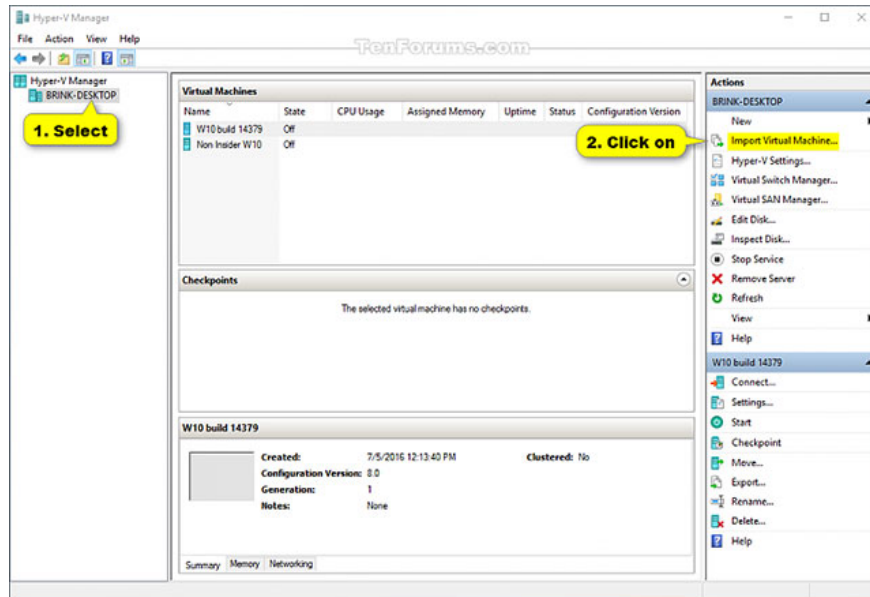 Hyper-V Manager
File Action View Help
TenForums.com
Hyper-V Manager
BRINK-DESKTOP
1. Select
Virtual Machines
Name State CPU Usage Assigned Memory Uptime Status Configuration Version
W10 build 14379 Off
Non Insider W10 Off
2. Click on
Checkpoints
The selected virtual machine has no checkpoints.
W10 build 14379
Created: 7/5/2016 12:13:40 PM Clustered: No
Configuration Version: 8.0
Generation: 1
Notes: None
Summary Memory Networking
Actions
BRINK-DESKTOP
New
Import Virtual Machine...
Hyper-V Settings...
Virtual Switch Manager...
Virtual SAN Manager...
Edit Disk...
Inspect Disk...
Stop Service
Remove Server
Refresh
View
Help
W10 build 14379
Connect...
Settings...
Start
Checkpoint
Move...
Export...
Rename...
Delete...
Help